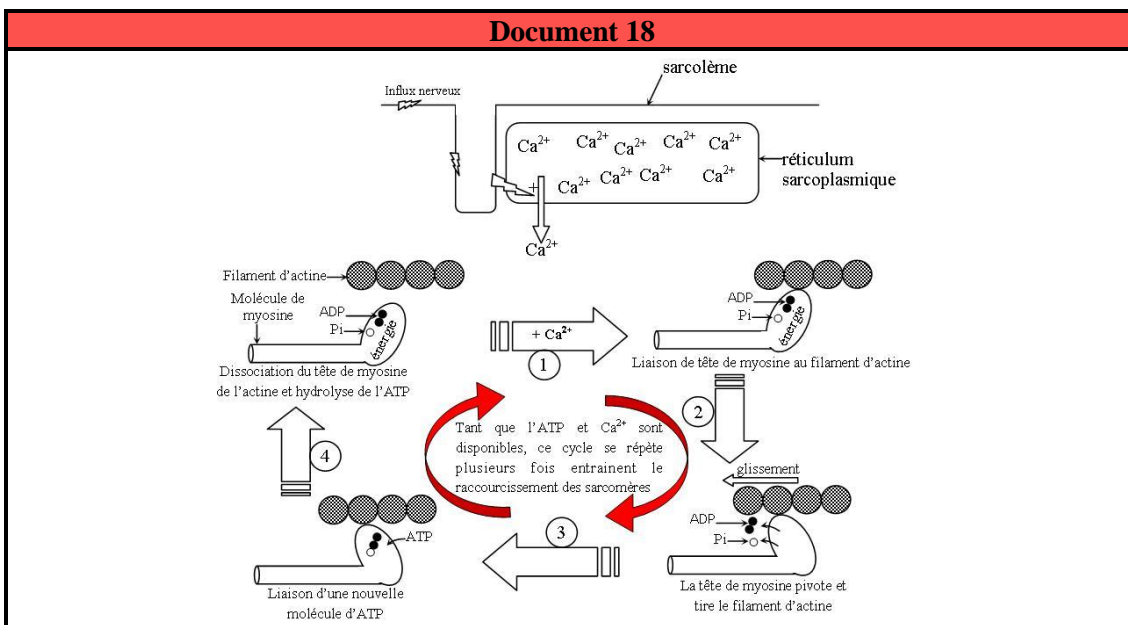 Document 18
sarcolème
Influx nerveux
Ca²⁺ Ca²⁺ Ca²⁺ Ca²⁺ Ca²⁺
Ca²⁺ Ca²⁺ Ca²⁺ Ca²⁺
+
réticulum
sarcoplasmique
Ca²⁺
Filament d'actine
Molécule de
myosine
ADP
Pi
énergie
Dissociation du tête de myosine
de l'actine et hydrolyse de l'ATP
+ Ca²⁺
1
ADP
Pi
énergie
Liaison de tête de myosine au filament d'actine
2
Tant que l'ATP et Ca²⁺ sont
disponibles, ce cycle se répète
plusieurs fois entrainent le
raccourcissement des sarcomères
4
glissement
ADP
Pi
La tête de myosine pivote et
tire le filament d'actine
3
ATP
Liaison d'une nouvelle
molécule d'ATP